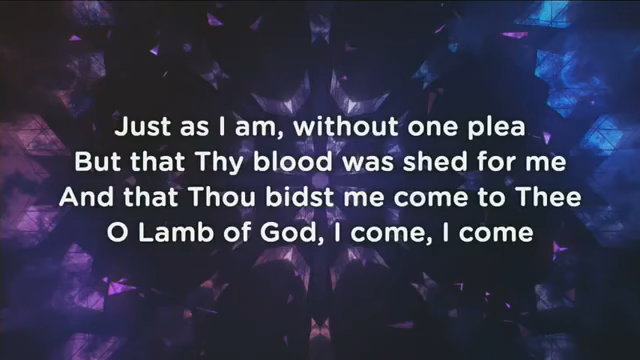 Just as I am, without one plea
But that Thy blood was shed for me
And that Thou bidst me come to Thee
O Lamb of God, I come, I come